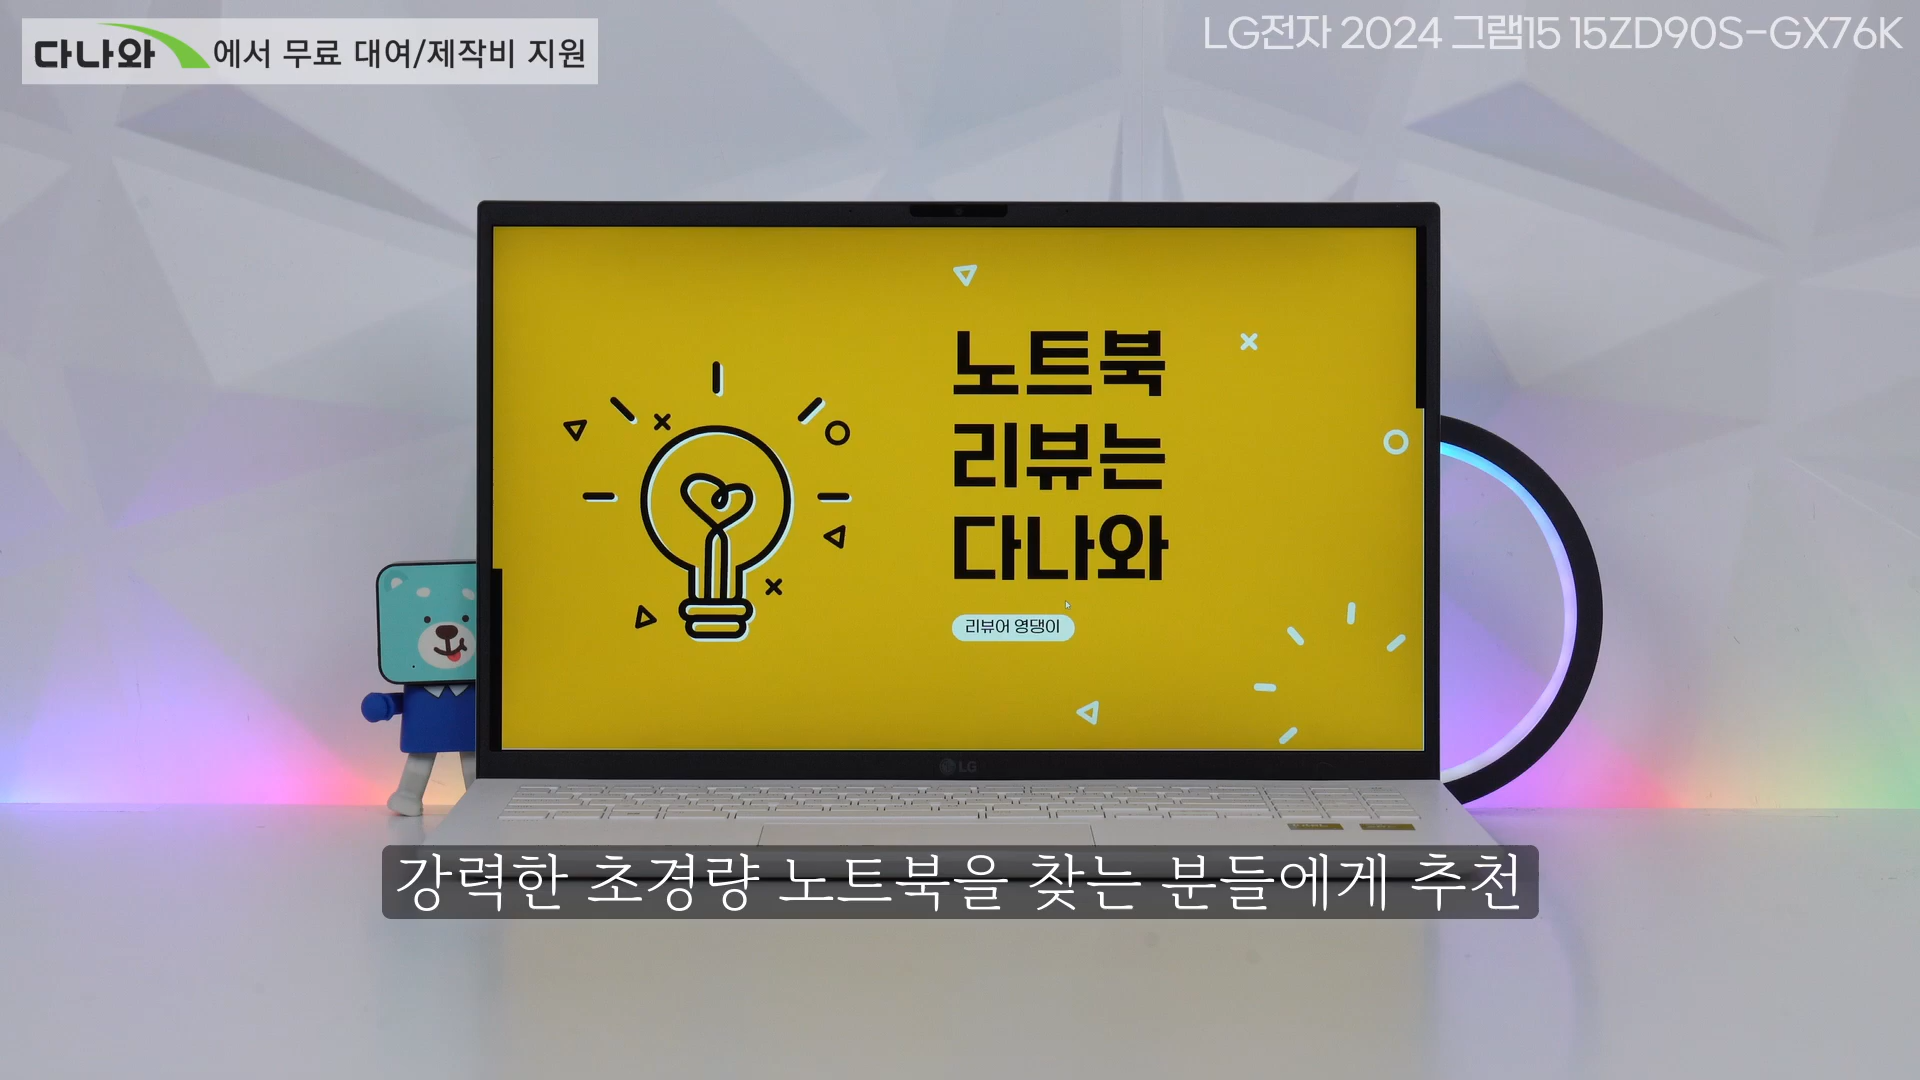 다나와에서 무료 대여/제작비 지원
LG전자 2024 그램15 15ZD90S-GX76K
노트북
리뷰는
다나와
리뷰어 영댕이
LG
강력한 초경량 노트북을 찾는 분들에게 추천